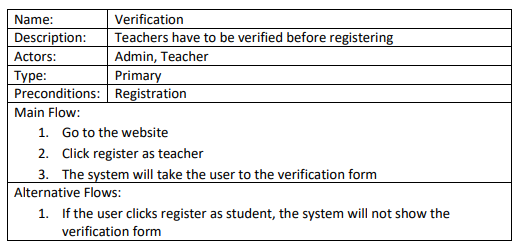 Name: Verification
Description: Teachers have to be verified before registering
Actors: Admin, Teacher
Type: Primary
Preconditions: Registration
Main Flow:
1. Go to the website
2. Click register as teacher
3. The system will take the user to the verification form
Alternative Flows:
1. If the user clicks register as student, the system will not show the
verification form